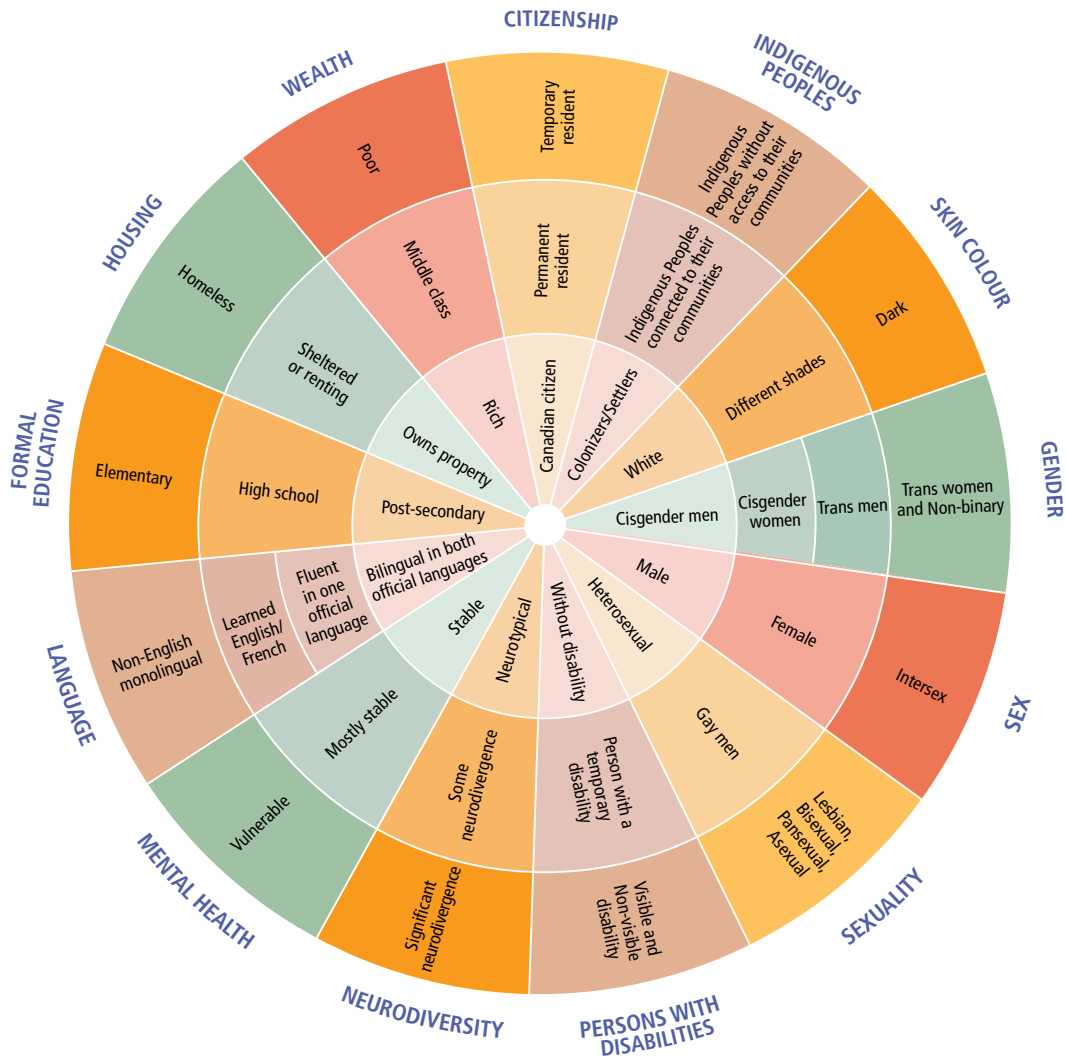 CITIZENSHIP
Temporary
resident
Permanent
resident
Canadian citizen
INDIGENOUS
PEOPLES
Indigenous
Peoples without
access to their
communities
Indigenous Peoples
connected to their
communities
Colonizers/Settlers
SKIN COLOUR
Dark
Different shades
White
GENDER
Trans women
and Non-binary
Trans men
Cisgender
women
Cisgender men
SEX
Intersex
Female
Male
SEXUALITY
Lesbian,
Bisexual,
Pansexual,
Asexual
Gay men
Heterosexual
PERSONS WITH
DISABILITIES
Visible and
Non-visible
disability
Person with a
temporary
disability
Without disability
NEURODIVERSITY
Significant
neurodivergence
Some
neurodivergence
Neurotypical
MENTAL HEALTH
Vulnerable
Mostly stable
Stable
LANGUAGE
Non-English
monolingual
Learned
English/
French
Fluent
in one
official
language
Bilingual in both
official languages
FORMAL
EDUCATION
Elementary
High school
Post-secondary
HOUSING
Homeless
Sheltered
or renting
Owns property
WEALTH
Poor
Middle class
Rich